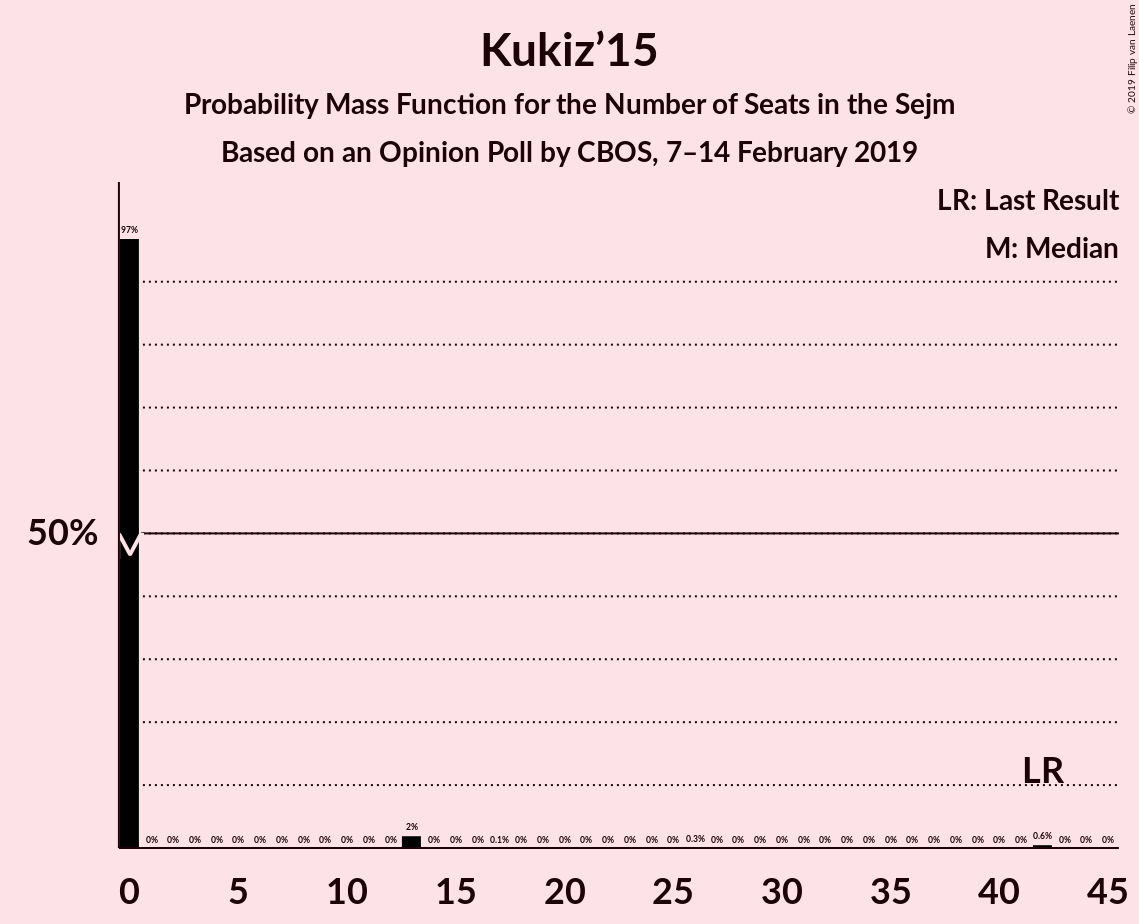 Kukiz’15
Probability Mass Function for the Number of Seats in the Sejm
Based on an Opinion Poll by CBOS, 7–14 February 2019
© 2019 Filip van Laenen
LR: Last Result
M: Median
97%
50%
LR
0% 0% 0% 0% 0% 0% 0% 0% 0% 0% 0% 0% 2% 0% 0% 0% 0.1% 0% 0% 0% 0% 0% 0% 0% 0% 0.3% 0% 0% 0% 0% 0% 0% 0% 0% 0% 0% 0% 0% 0% 0% 0% 0.6% 0% 0% 0%
0 5 10 15 20 25 30 35 40 45